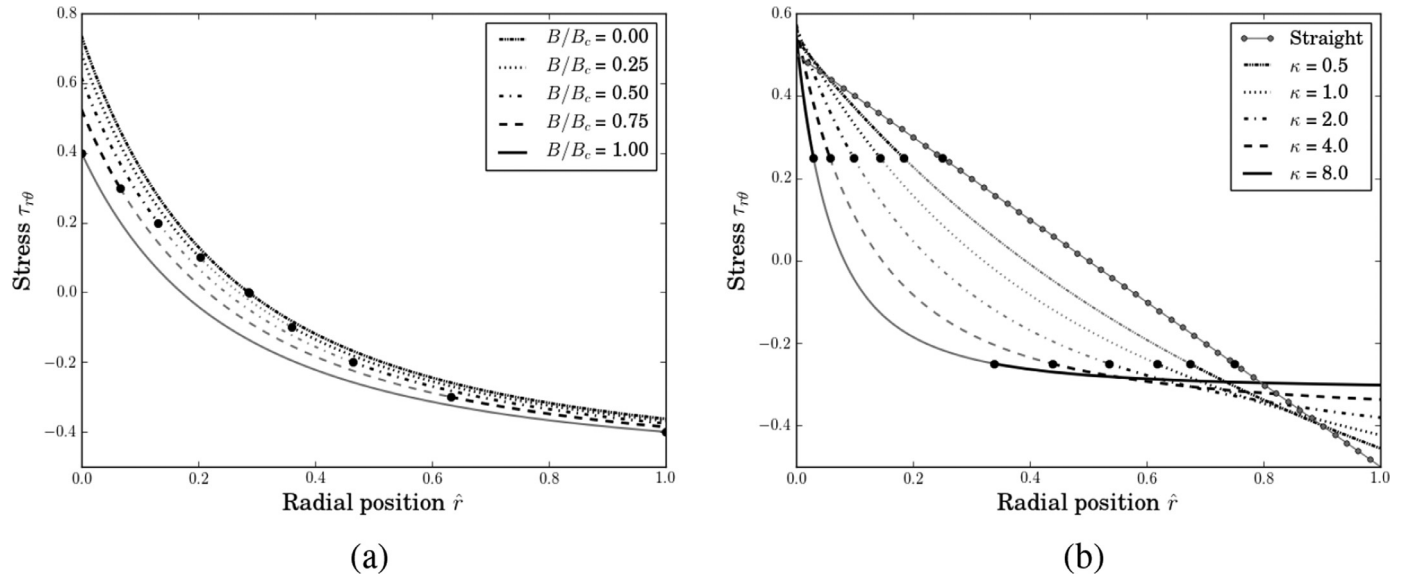 0.8
0.6
0.4
0.2
0.0
−0.2
−0.4
Stress τ_{rθ}
0.0 0.2 0.4 0.6 0.8 1.0
Radial position r̂
B/B_c = 0.00
B/B_c = 0.25
B/B_c = 0.50
B/B_c = 0.75
B/B_c = 1.00
(a)
0.6
0.4
0.2
0.0
−0.2
−0.4
Stress τ_{rθ}
0.0 0.2 0.4 0.6 0.8 1.0
Radial position r̂
Straight
κ = 0.5
κ = 1.0
κ = 2.0
κ = 4.0
κ = 8.0
(b)